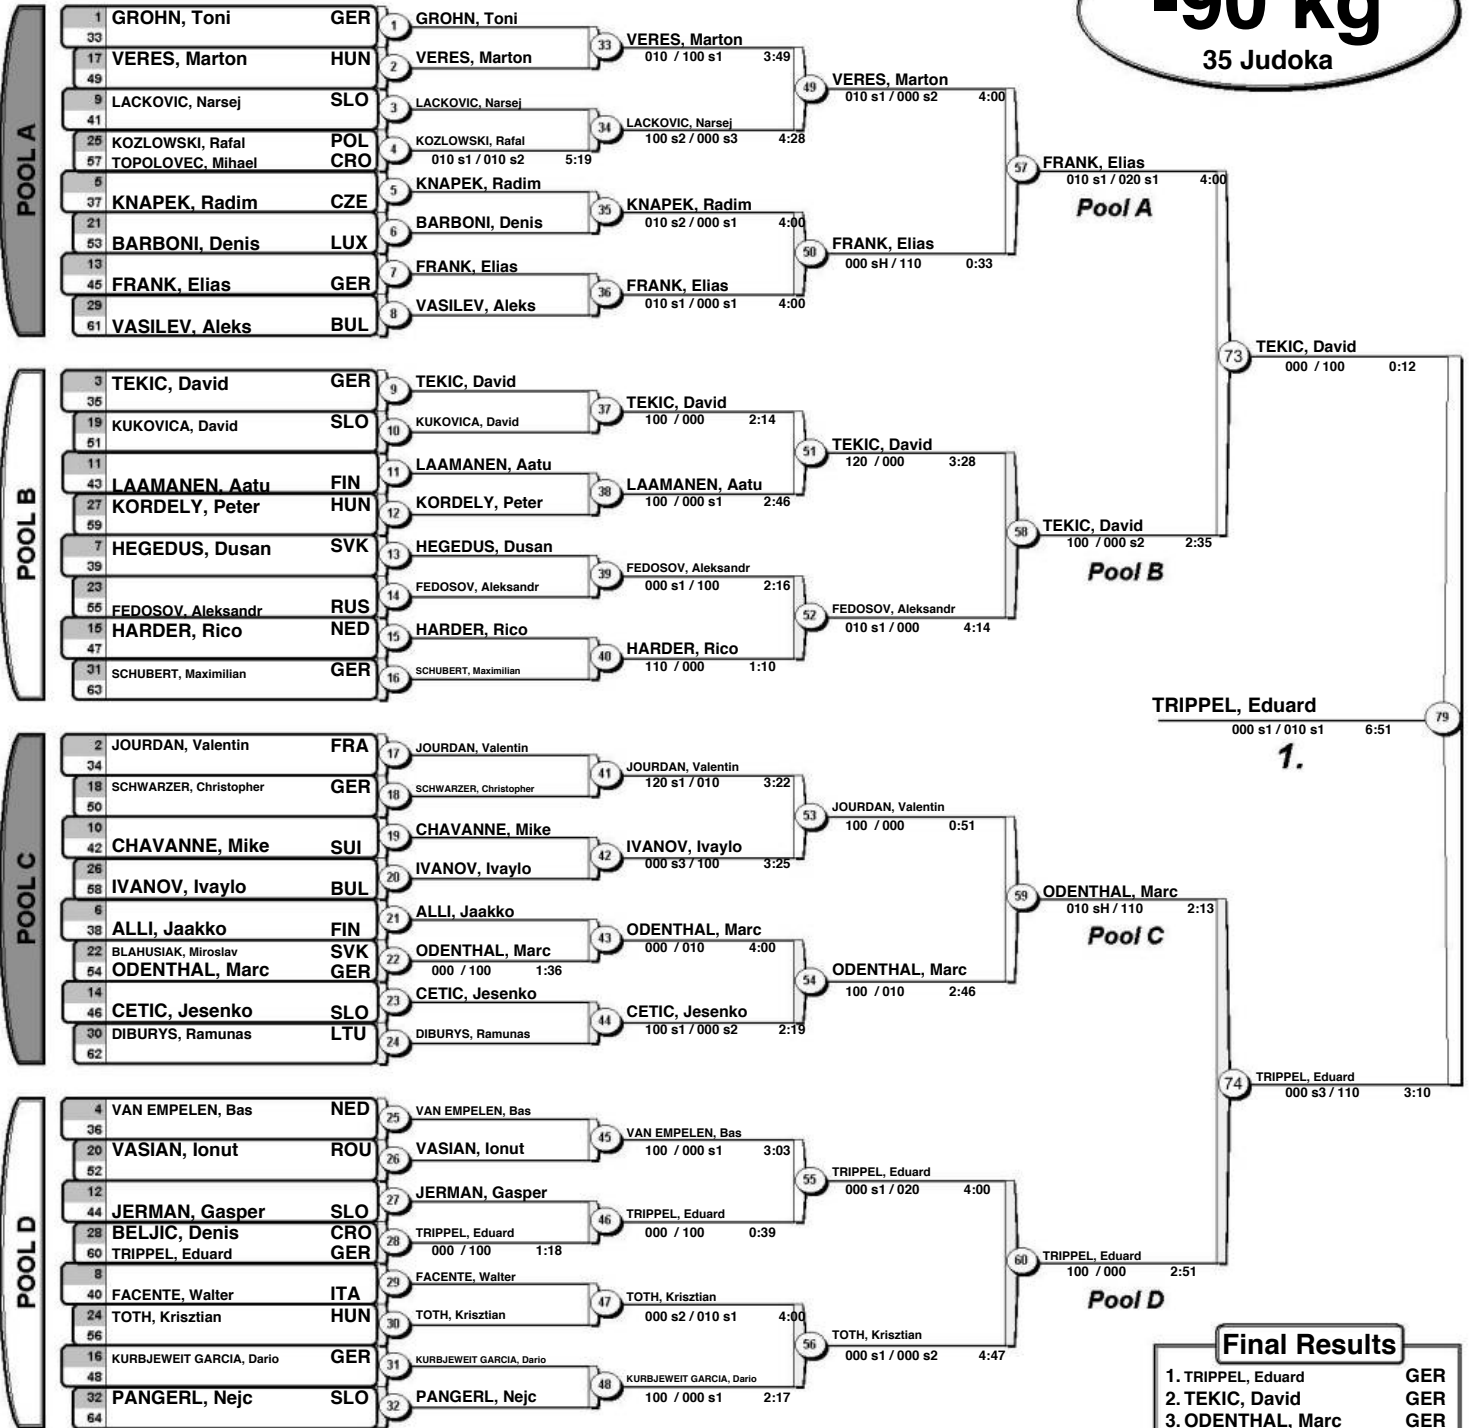 -90 kg
35 Judoka
POOL A
1 GROHN, Toni GER
33
17 VERES, Marton HUN
49
9 LACKOVIC, Narsej SLO
41
25 KOZLOWSKI, Rafal POL
57 TOPOLOVEC, Mihael CRO
5
37 KNAPEK, Radim CZE
21
53 BARBONI, Denis LUX
13
45 FRANK, Elias GER
29
61 VASILEV, Aleks BUL
1 GROHN, Toni
2 VERES, Marton
3 LACKOVIC, Narsej
4 KOZLOWSKI, Rafal
010 s1 / 010 s2 5:19
5 KNAPEK, Radim
6 BARBONI, Denis
7 FRANK, Elias
8 VASILEV, Aleks
33 VERES, Marton
010 / 100 s1 3:49
34 LACKOVIC, Narsej
100 s2 / 000 s3 4:28
35 KNAPEK, Radim
010 s2 / 000 s1 4:00
36 FRANK, Elias
010 s1 / 000 s1 4:00
49 VERES, Marton
010 s1 / 000 s2 4:00
50 FRANK, Elias
000 sH / 110 0:33
57 FRANK, Elias
010 s1 / 020 s1 4:00
Pool A
POOL B
3 TEKIC, David GER
35
19 KUKOVICA, David SLO
51
11
43 LAAMANEN, Aatu FIN
27 KORDELY, Peter HUN
59
7 HEGEDUS, Dusan SVK
39
23
55 FEDOSOV, Aleksandr RUS
15 HARDER, Rico NED
47
31 SCHUBERT, Maximilian GER
63
9 TEKIC, David
10 KUKOVICA, David
11 LAAMANEN, Aatu
12 KORDELY, Peter
13 HEGEDUS, Dusan
14 FEDOSOV, Aleksandr
15 HARDER, Rico
16 SCHUBERT, Maximilian
37 TEKIC, David
100 / 000 2:14
38 LAAMANEN, Aatu
100 / 000 s1 2:46
39 FEDOSOV, Aleksandr
000 s1 / 100 2:16
40 HARDER, Rico
110 / 000 1:10
51 TEKIC, David
120 / 000 3:28
52 FEDOSOV, Aleksandr
010 s1 / 000 4:14
58 TEKIC, David
100 / 000 s2 2:35
Pool B
73 TEKIC, David
000 / 100 0:12
TRIPPEL, Eduard 79
000 s1 / 010 s1 6:51
1.
POOL C
2 JOURDAN, Valentin FRA
34
18 SCHWARZER, Christopher GER
50
10
42 CHAVANNE, Mike SUI
26
58 IVANOV, Ivaylo BUL
6
38 ALLI, Jaakko FIN
22 BLAHUSIAK, Miroslav SVK
54 ODENTHAL, Marc GER
14
46 CETIC, Jesenko SLO
30 DIBURYS, Ramunas LTU
62
17 JOURDAN, Valentin
18 SCHWARZER, Christopher
19 CHAVANNE, Mike
20 IVANOV, Ivaylo
21 ALLI, Jaakko
22 ODENTHAL, Marc
000 / 100 1:36
23 CETIC, Jesenko
24 DIBURYS, Ramunas
41 JOURDAN, Valentin
120 s1 / 010 3:22
42 IVANOV, Ivaylo
000 s3 / 100 3:25
43 ODENTHAL, Marc
000 / 010 4:00
44 CETIC, Jesenko
100 s1 / 000 s2 2:19
53 JOURDAN, Valentin
100 / 000 0:51
54 ODENTHAL, Marc
100 / 010 2:46
59 ODENTHAL, Marc
010 sH / 110 2:13
Pool C
POOL D
4 VAN EMPELEN, Bas NED
36
20 VASIAN, Ionut ROU
52
12
44 JERMAN, Gasper SLO
28 BELJIC, Denis CRO
60 TRIPPEL, Eduard GER
8
40 FACENTE, Walter ITA
24 TOTH, Krisztian HUN
56
16 KURBJEWEIT GARCIA, Dario GER
48
32 PANGERL, Nejc SLO
64
25 VAN EMPELEN, Bas
26 VASIAN, Ionut
27 JERMAN, Gasper
28 TRIPPEL, Eduard
000 / 100 1:18
29 FACENTE, Walter
30 TOTH, Krisztian
31 KURBJEWEIT GARCIA, Dario
32 PANGERL, Nejc
45 VAN EMPELEN, Bas
100 / 000 s1 3:03
46 TRIPPEL, Eduard
000 / 100 0:39
47 TOTH, Krisztian
000 s2 / 010 s1 4:00
48 KURBJEWEIT GARCIA, Dario
100 / 000 s1 2:17
55 TRIPPEL, Eduard
000 s1 / 020 4:00
56 TOTH, Krisztian
000 s1 / 000 s2 4:47
60 TRIPPEL, Eduard
100 / 000 2:51
Pool D
74 TRIPPEL, Eduard
000 s3 / 110 3:10
Final Results
1. TRIPPEL, Eduard GER
2. TEKIC, David GER
3. ODENTHAL, Marc GER